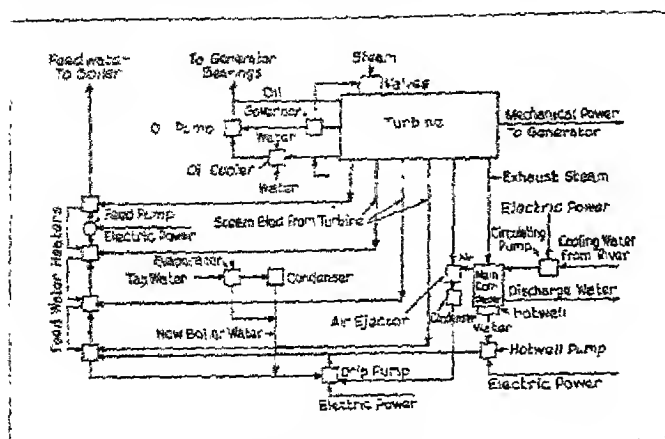 Feed water
To Boiler
To Generator
Bearings
Steam
Valves
Oil
Governor
Oil Pump
Water
Turbine
Mechanical Power
To Generator
Oil Cooler
Water
Exhaust Steam
Feed Pump
Electric Power
Steam Bled from Turbine
Electric Power
Circulating
Pump
Cooling Water
from River
Feed Water Heaters
Evaporator
Tap Water
Condenser
Air
Main
Condenser
Discharge Water
Air Ejector
Hotwell
New Boiler Water
Water
Hotwell Pump
Drip Pump
Electric Power
Electric Power